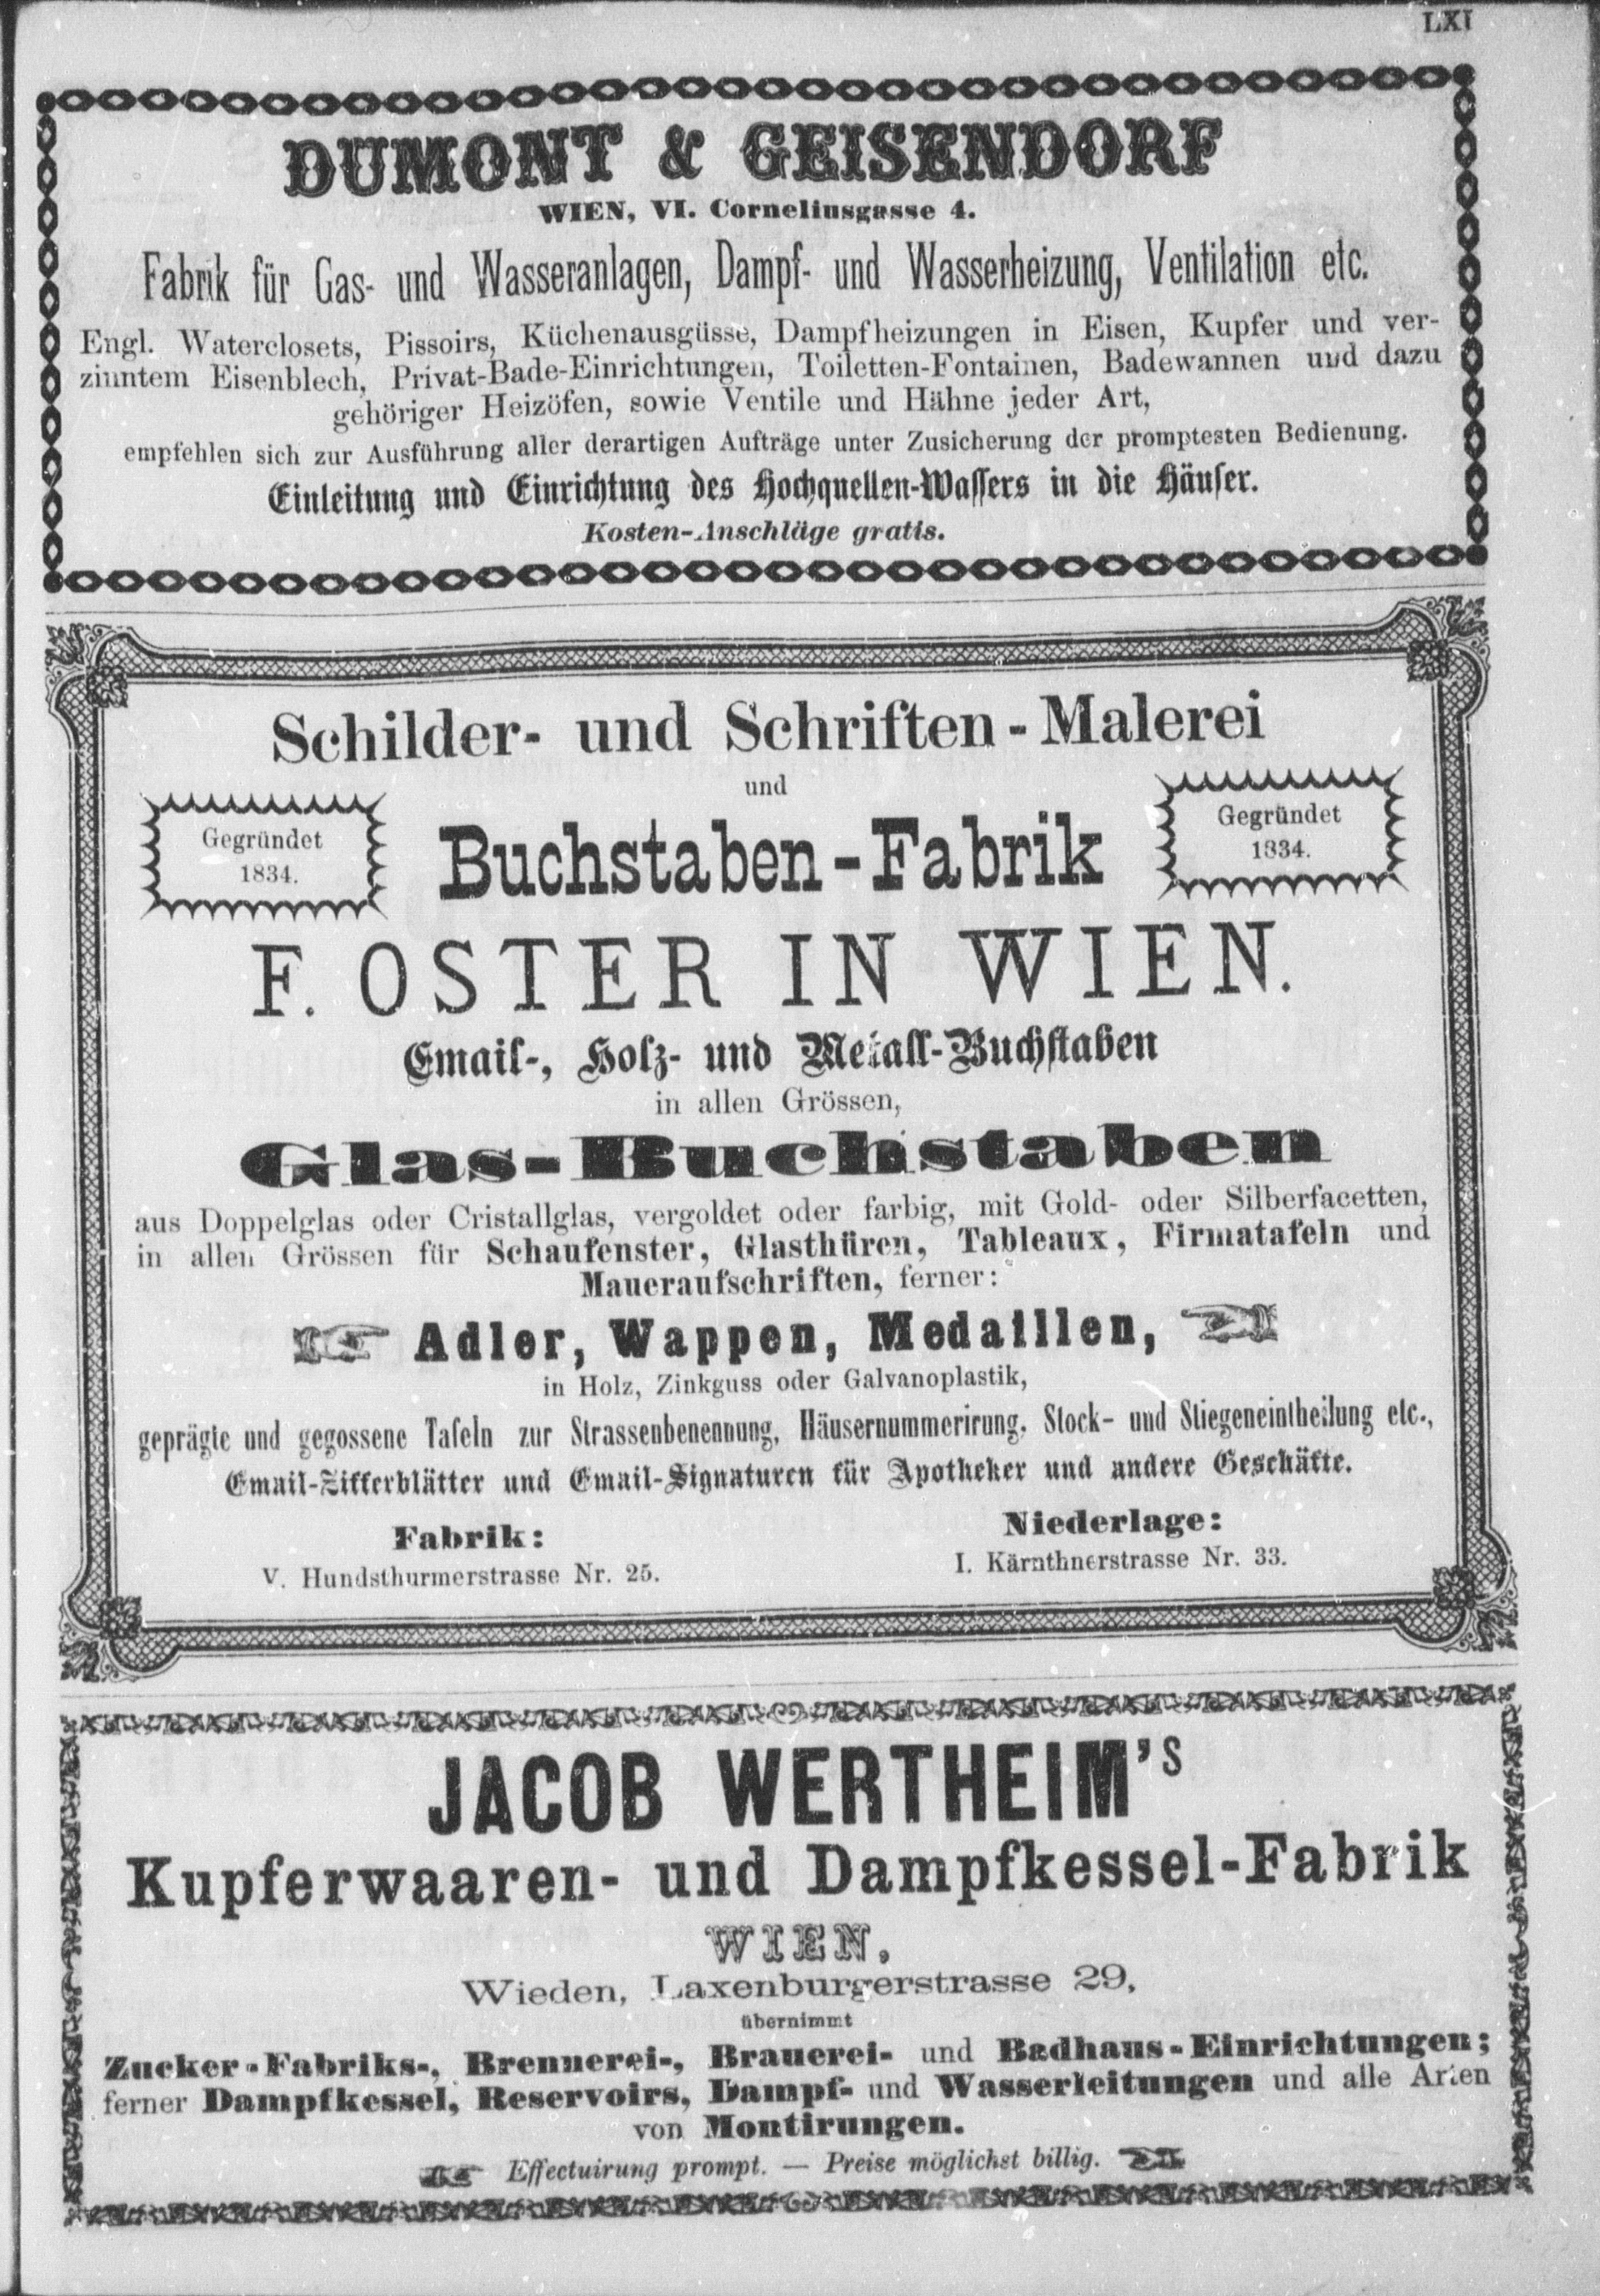 LXI
DUMONT & GEISENDORF
WIEN, VI. Corneliusgasse 4.
Fabrik für Gas- und Wasseranlagen, Dampf- und Wasserheizung, Ventilation etc.
Engl. Waterclosets, Pissoirs, Küchenausgüsse, Dampfheizungen in Eisen, Kupfer und ver-
zinntem Eisenblech, Privat-Bade-Einrichtungen, Toiletten-Fontainen, Badewannen und dazu
gehöriger Heizöfen, sowie Ventile und Hähne jeder Art,
empfehlen sich zur Ausführung aller derartigen Aufträge unter Zusicherung der promptesten Bedienung.
Einleitung und Einrichtung des Hochquellen-Wassers in die Häuser.
Kosten-Anschläge gratis.
Schilder- und Schriften-Malerei
und
Gegründet 1834.
Buchstaben-Fabrik
Gegründet 1834.
F. OSTER IN WIEN.
Email-, Holz- und Metall-Buchstaben
in allen Grössen,
Glas-Buchstaben
aus Doppelglas oder Cristallglas, vergoldet oder farbig, mit Gold- oder Silberfacetten,
in allen Grössen für Schaufenster, Glasthüren, Tableaux, Firmatafeln und
Maueraufschriften, ferner:
Adler, Wappen, Medaillen,
in Holz, Zinkguss oder Galvanoplastik,
geprägte und gegossene Tafeln zur Strassenbenennung, Häusernummerirung, Stock- und Stiegeneintheilung etc.,
Email-Zifferblätter und Email-Signaturen für Apotheker und andere Geschäfte.
Fabrik:
V. Hundsthurmerstrasse Nr. 25.
Niederlage:
I. Kärnthnerstrasse Nr. 33.
JACOB WERTHEIM's
Kupferwaaren- und Dampfkessel-Fabrik
WIEN,
Wieden, Laxenburgerstrasse 29,
übernimmt
Zucker-Fabriks-, Brennerei-, Brauerei- und Badhaus-Einrichtungen;
ferner Dampfkessel, Reservoirs, Dampf- und Wasserleitungen und alle Arten
von Montirungen.
Effectuirung prompt. — Preise möglichst billig.